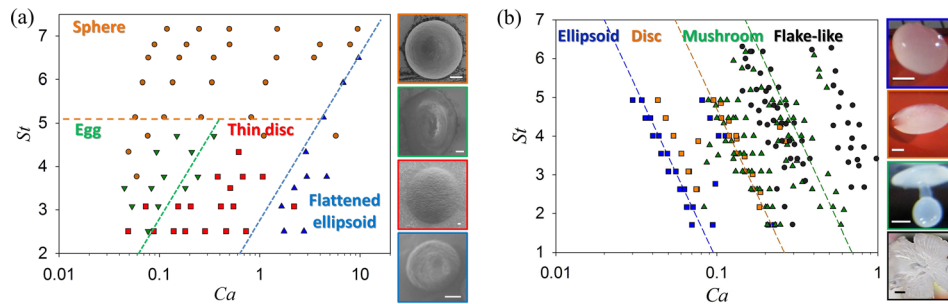 (a)
Sphere
Egg
Thin disc
Flattened
ellipsoid
St
7
6
5
4
3
2
0.01
0.1
1
10
Ca
(b)
Ellipsoid
Disc
Mushroom
Flake-like
St
7
6
5
4
3
2
1
0.01
0.1
1
Ca